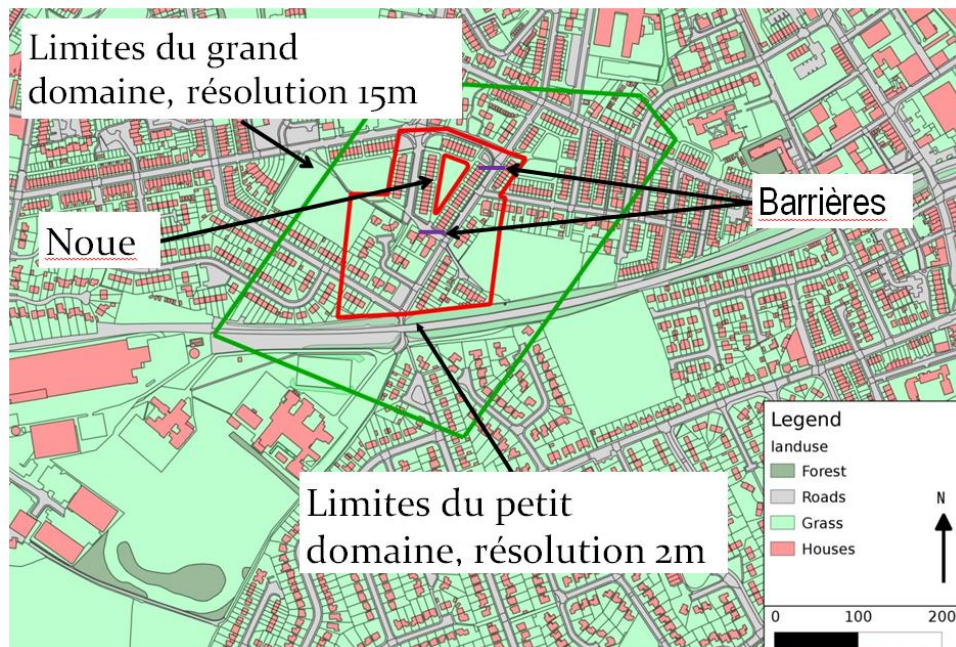 Limites du grand
domaine, résolution 15m
Noue
Barrières
Limites du petit
domaine, résolution 2m
Legend
landuse
Forest
Roads
Grass
Houses
N
0 100 200